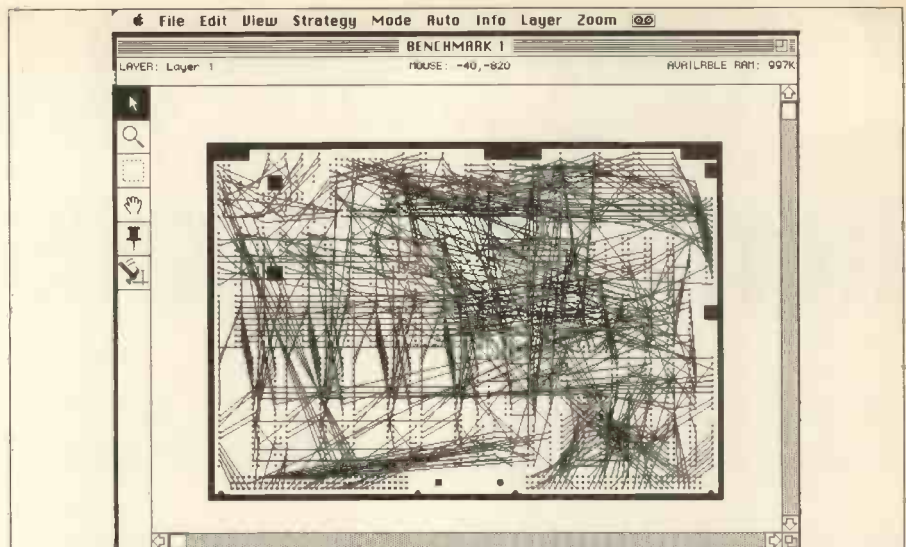 File Edit View Strategy Mode Auto Info Layer Zoom
BENCHMARK 1
LAYER: Layer 1 MOUSE: -40,-820 AVAILABLE RAM: 997K